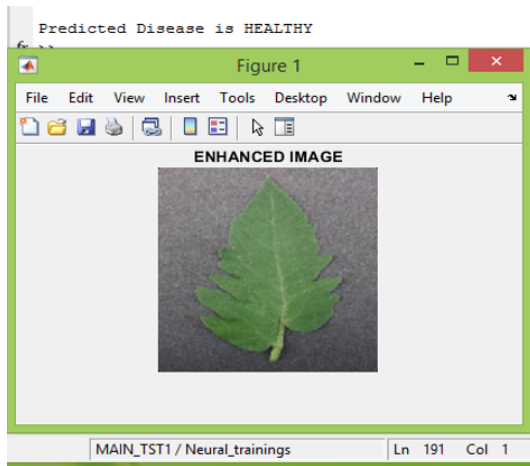 Predicted Disease is HEALTHY
Figure 1
File Edit View Insert Tools Desktop Window Help
ENHANCED IMAGE
MAIN_TST1 / Neural_trainings Ln 191 Col 1